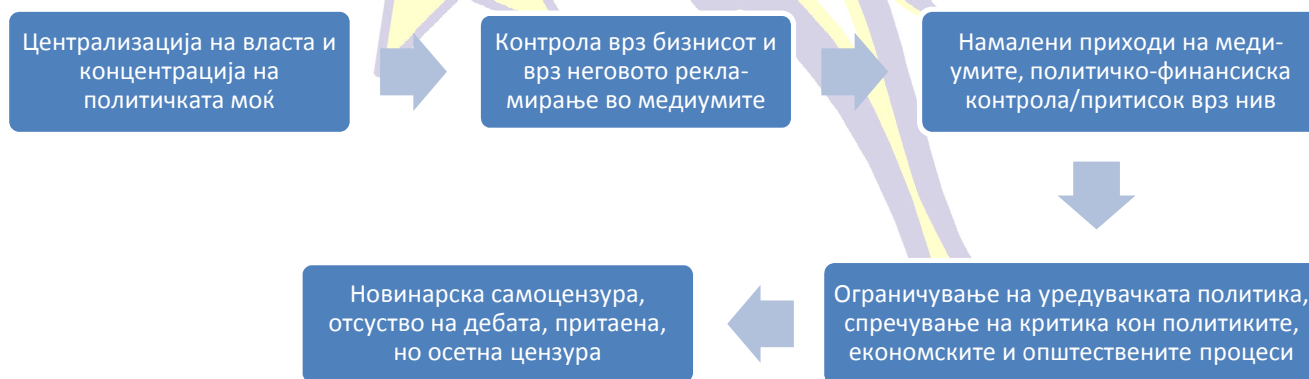 Централизација на власта и
концентрација на
политичката моќ
Контрола врз бизнисот и
врз неговото рекла-
мирање во медиумите
Намалени приходи на меди-
умите, политичко-финансиска
контрола/притисок врз нив
Ограничување на уредувачката политика,
спречување на критика кон политиките,
економските и општествените процеси
Новинарска самоцензура,
отсуство на дебата, притаена,
но осетна цензура